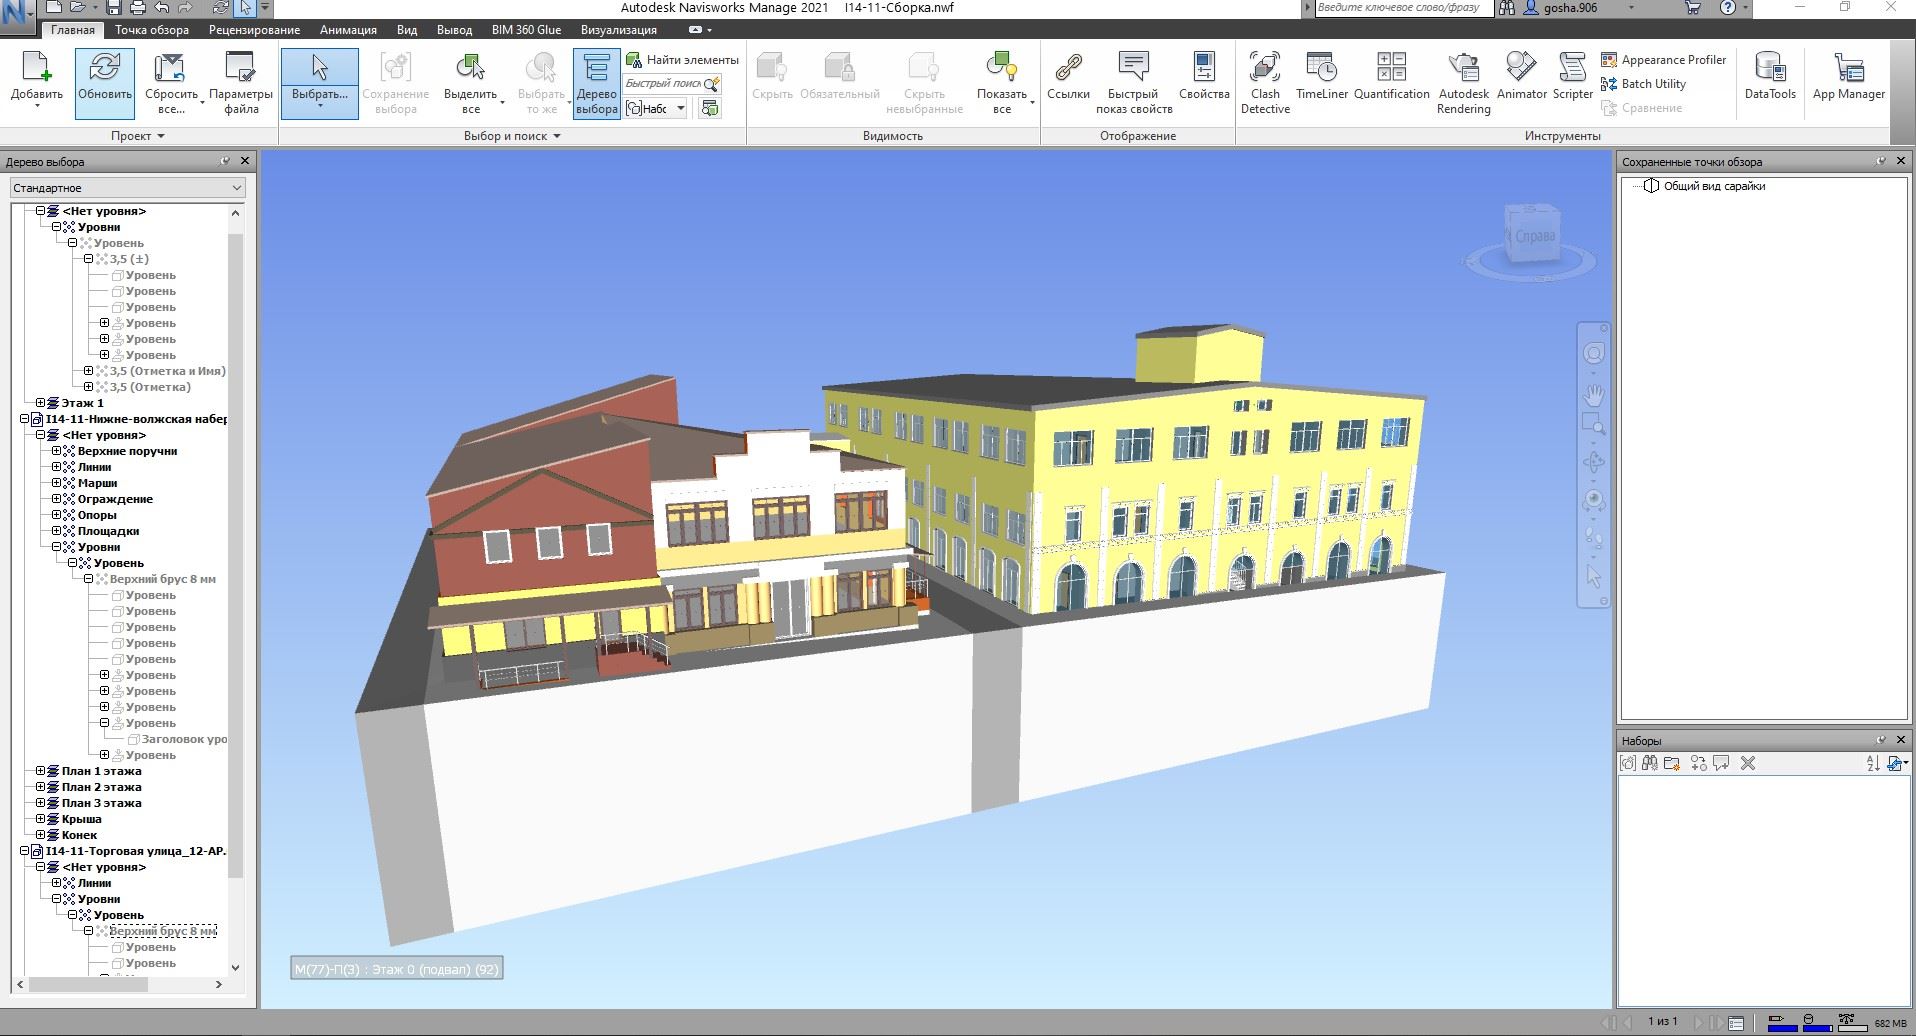 Autodesk Navisworks Manage 2021 I14-11-Сборка.nwf
Введите ключевое слово/фразу
gosha.906
Главная Точка обзора Рецензирование Анимация Вид Вывод BIM 360 Glue Визуализация
Добавить
Обновить
Сбросить все...
Параметры файла
Выбрать...
Сохранение выбора
Выделить все
Выбрать то же
Дерево выбора
Найти элементы
Быстрый поиск
Набс
Скрыть
Обязательный
Скрыть невыбранные
Показать все
Ссылки
Быстрый показ свойств
Свойства
Clash Detective
TimeLiner
Quantification
Autodesk Rendering
Animator
Scripter
Appearance Profiler
Batch Utility
Сравнение
DataTools
App Manager
Проект
Выбор и поиск
Видимость
Отображение
Инструменты
Дерево выбора
Стандартное
<Нет уровня>
Уровни
Уровень
3,5 (±)
Уровень
Уровень
Уровень
Уровень
Уровень
Уровень
3,5 (Отметка и Имя)
3,5 (Отметка)
Этаж 1
I14-11-Нижне-волжская набер
<Нет уровня>
Верхние поручни
Линии
Марши
Ограждение
Опоры
Площадки
Уровни
Уровень
Верхний брус 8 мм
Уровень
Уровень
Уровень
Уровень
Уровень
Уровень
Уровень
Уровень
Уровень
Заголовок уро
Уровень
План 1 этажа
План 2 этажа
План 3 этажа
Крыша
Конек
I14-11-Торговая улица_12-АР.
<Нет уровня>
Линии
Уровни
Уровень
Верхний брус 8 мм
Уровень
Уровень
Справа
М(77)-П(3) : Этаж 0 (подвал) (92)
Сохраненные точки обзора
Общий вид сарайки
Наборы
1 из 1
682 MB